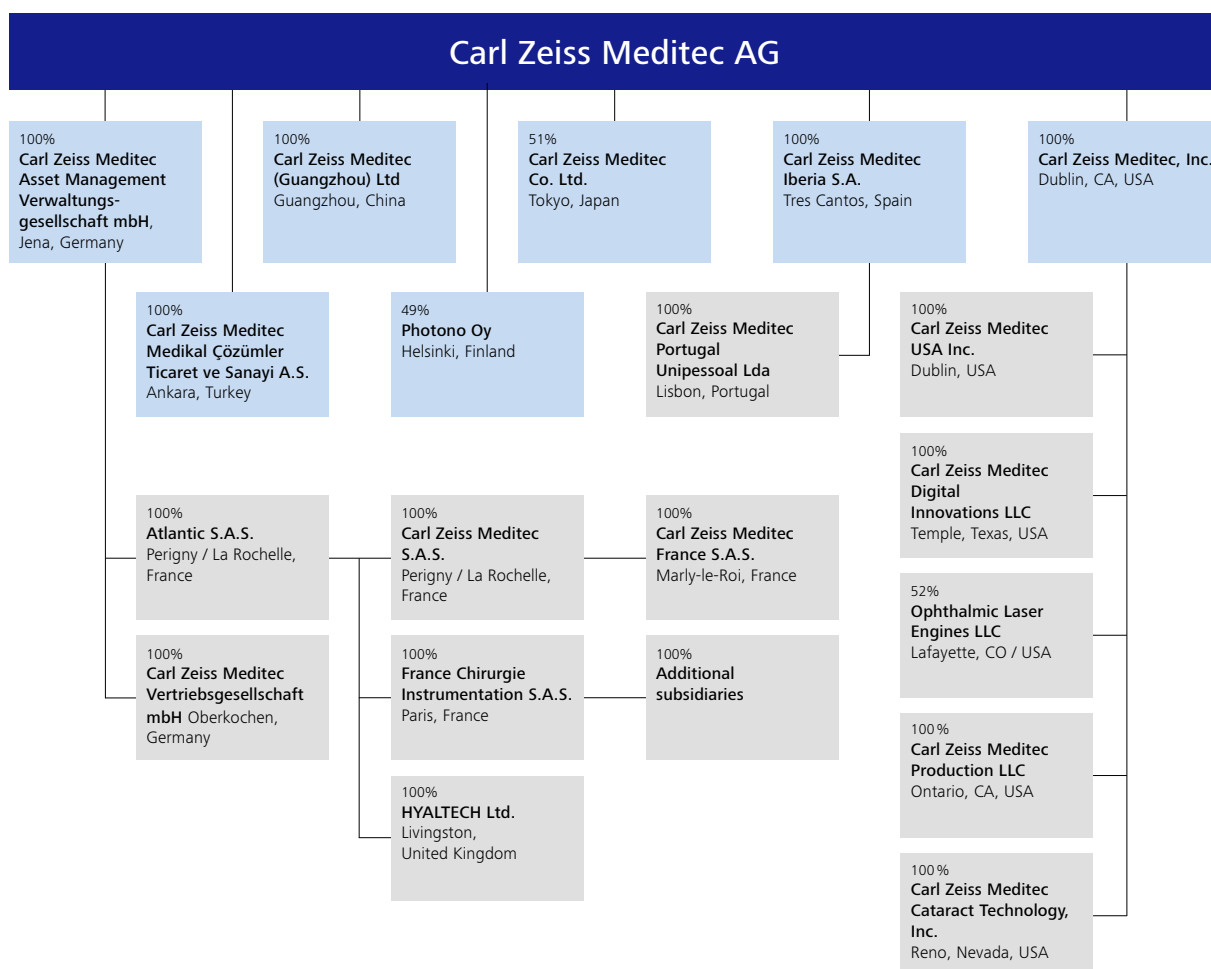 Carl Zeiss Meditec AG
100%
Carl Zeiss Meditec
Asset Management
Verwaltungs-
gesellschaft mbH,
Jena, Germany
100%
Carl Zeiss Meditec
(Guangzhou) Ltd
Guangzhou, China
51%
Carl Zeiss Meditec
Co. Ltd.
Tokyo, Japan
100%
Carl Zeiss Meditec
Iberia S.A.
Tres Cantos, Spain
100%
Carl Zeiss Meditec, Inc.
Dublin, CA, USA
100%
Carl Zeiss Meditec
Medikal Çözümler
Ticaret ve Sanayi A.S.
Ankara, Turkey
49%
Photono Oy
Helsinki, Finland
100%
Carl Zeiss Meditec
Portugal
Unipessoal Lda
Lisbon, Portugal
100%
Carl Zeiss Meditec
USA Inc.
Dublin, USA
100%
Carl Zeiss Meditec
Digital
Innovations LLC
Temple, Texas, USA
100%
Atlantic S.A.S.
Perigny / La Rochelle,
France
100%
Carl Zeiss Meditec
S.A.S.
Perigny / La Rochelle,
France
100%
Carl Zeiss Meditec
France S.A.S.
Marly-le-Roi, France
52%
Ophthalmic Laser
Engines LLC
Lafayette, CO / USA
100%
Carl Zeiss Meditec
Vertriebsgesellschaft
mbH Oberkochen,
Germany
100%
France Chirurgie
Instrumentation S.A.S.
Paris, France
100%
Additional
subsidiaries
100 %
Carl Zeiss Meditec
Production LLC
Ontario, CA, USA
100%
HYALTECH Ltd.
Livingston,
United Kingdom
100 %
Carl Zeiss Meditec
Cataract Technology,
Inc.
Reno, Nevada, USA